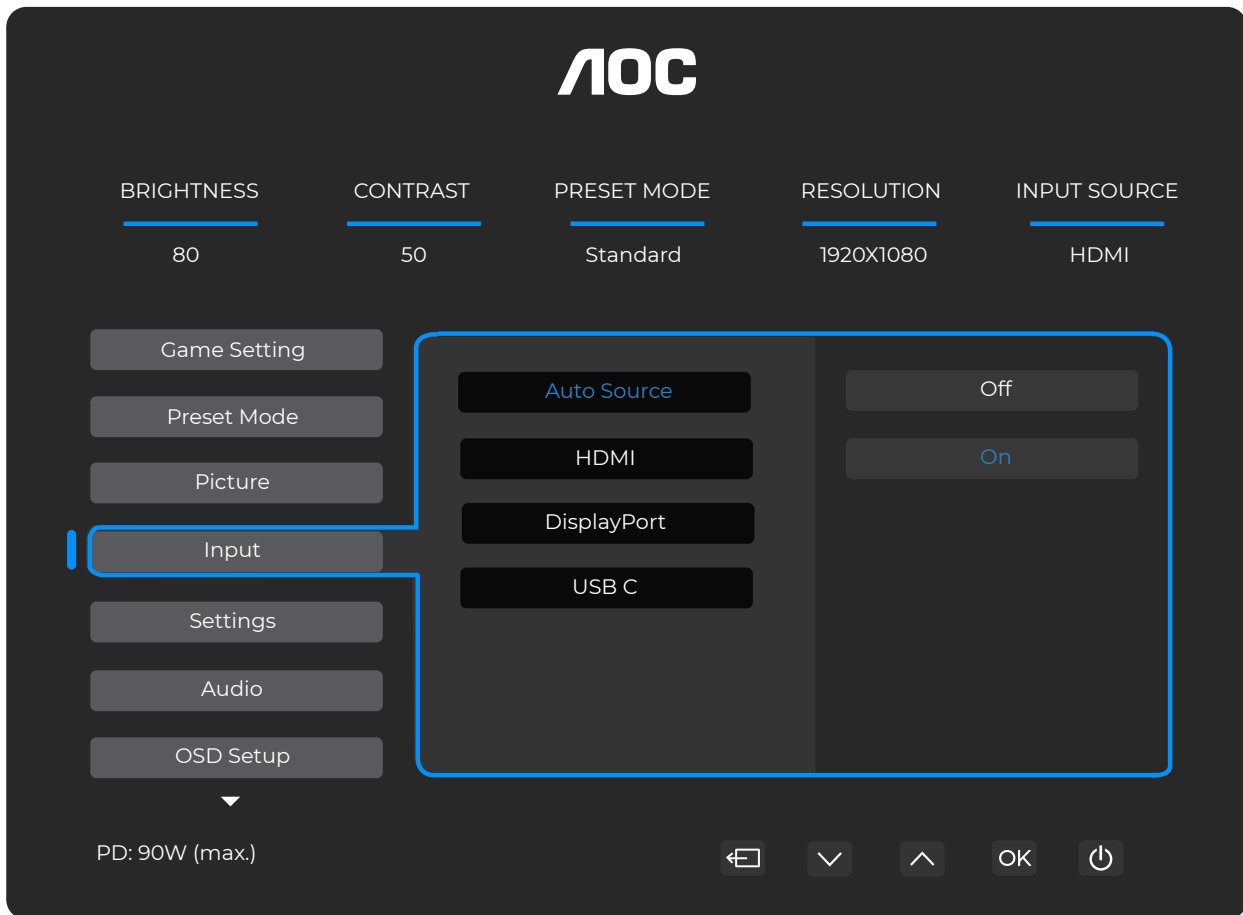 AOC
BRIGHTNESS CONTRAST PRESET MODE RESOLUTION INPUT SOURCE
80 50 Standard 1920X1080 HDMI
Game Setting
Preset Mode
Picture
Input
Settings
Audio
OSD Setup
Auto Source
HDMI
DisplayPort
USB C
Off
On
PD: 90W (max.)
OK